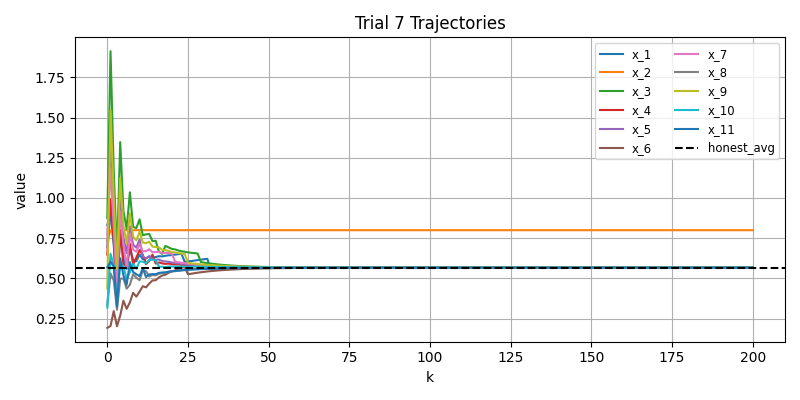 Trial 7 Trajectories
value
1.75
1.50
1.25
1.00
0.75
0.50
0.25
0
25
50
75
100
125
150
175
200
k
x_1
x_2
x_3
x_4
x_5
x_6
x_7
x_8
x_9
x_10
x_11
honest_avg